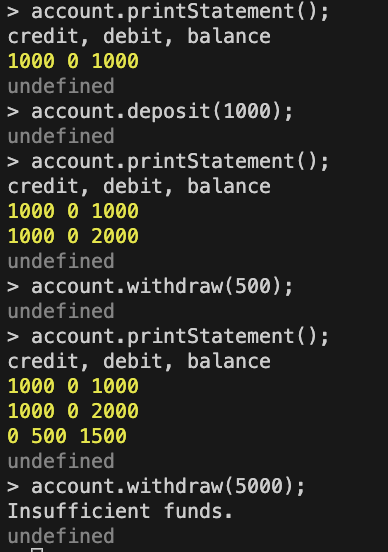 > account.printStatement();
credit, debit, balance
1000 0 1000
undefined
> account.deposit(1000);
undefined
> account.printStatement();
credit, debit, balance
1000 0 1000
1000 0 2000
undefined
> account.withdraw(500);
undefined
> account.printStatement();
credit, debit, balance
1000 0 1000
1000 0 2000
0 500 1500
undefined
> account.withdraw(5000);
Insufficient funds.
undefined